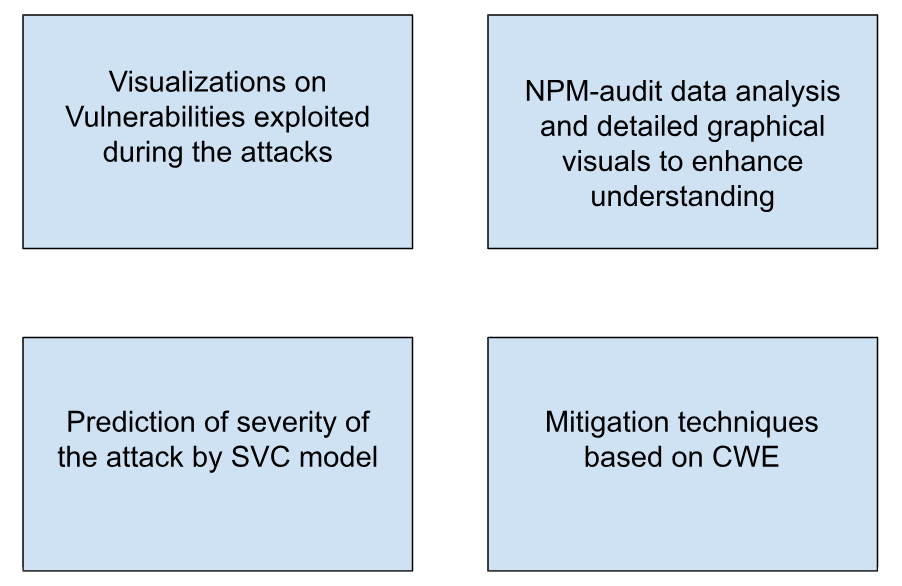 Visualizations on
Vulnerabilities exploited
during the attacks
NPM-audit data analysis
and detailed graphical
visuals to enhance
understanding
Prediction of severity of
the attack by SVC model
Mitigation techniques
based on CWE